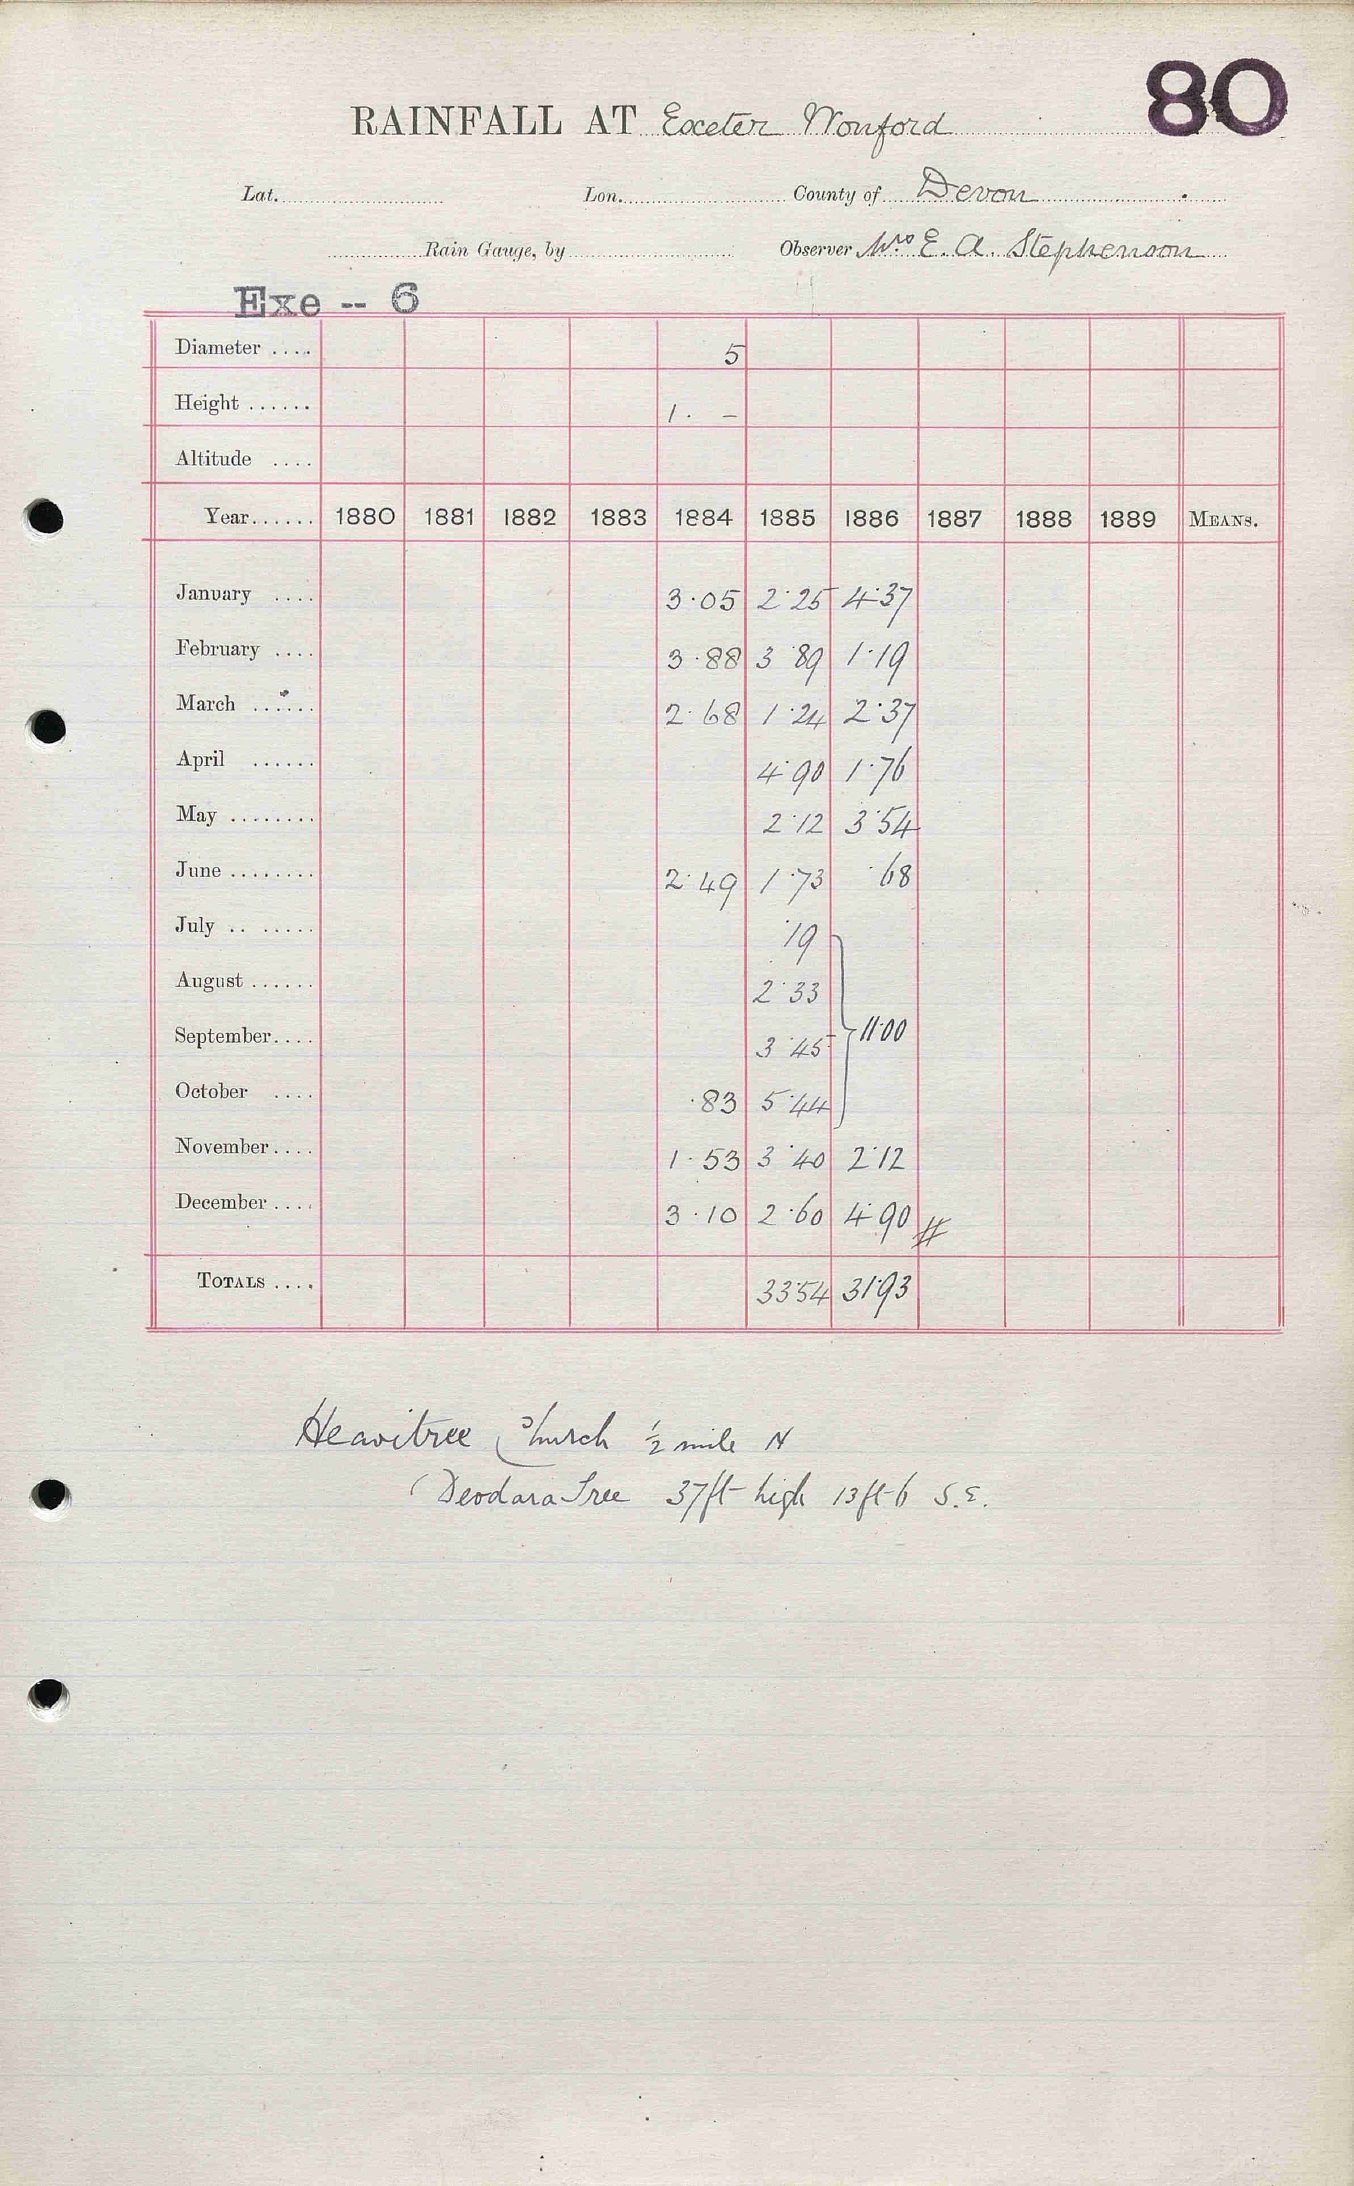 80
RAINFALL AT Exeter Wonford
Lat. Lon. County of Devon
Rain Gauge, by Observer Mrs E. A. Stephenson
Exe -- 6
Diameter .... 5
Height ...... 1. –
Altitude ....
Year...... 1880 1881 1882 1883 1884 1885 1886 1887 1888 1889 MEANS.
January .... 3.05 2.25 4.37
February .... 3.88 3.89 1.19
March ...... 2.68 1.24 2.37
April ...... 4.90 1.76
May ........ 2.12 3.54
June ........ 2.49 1.73 .68
July .. ..... .19
August ...... 2.33
September.... 3.45 11.00
October .... .83 5.44
November.... 1.53 3.40 2.12
December .... 3.10 2.60 4.90 #
TOTALS .... 33.54 31.93
Heavitree Church ½ mile N
Deodara Tree 37ft high 13ft 6 S.E.